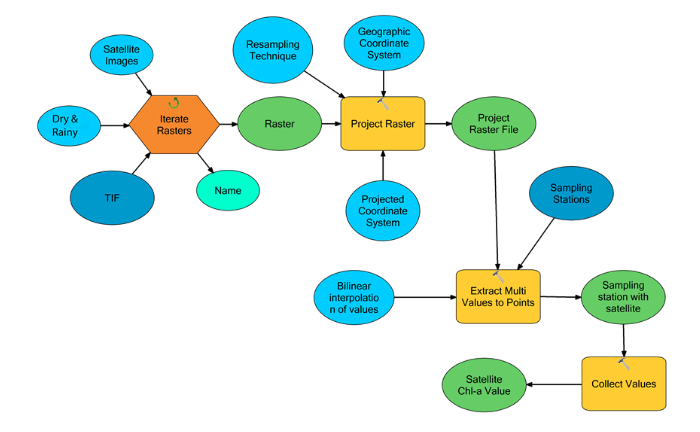 Satellite
Images
Resampling
Technique
Geographic
Coordinate
System
Dry &
Rainy
Iterate
Rasters
Raster
Project Raster
Project
Raster File
TIF
Name
Projected
Coordinate
System
Sampling
Stations
Bilinear
interpolatio
n of values
Extract Multi
Values to Points
Sampling
station with
satellite
Satellite
Chl-a Value
Collect Values